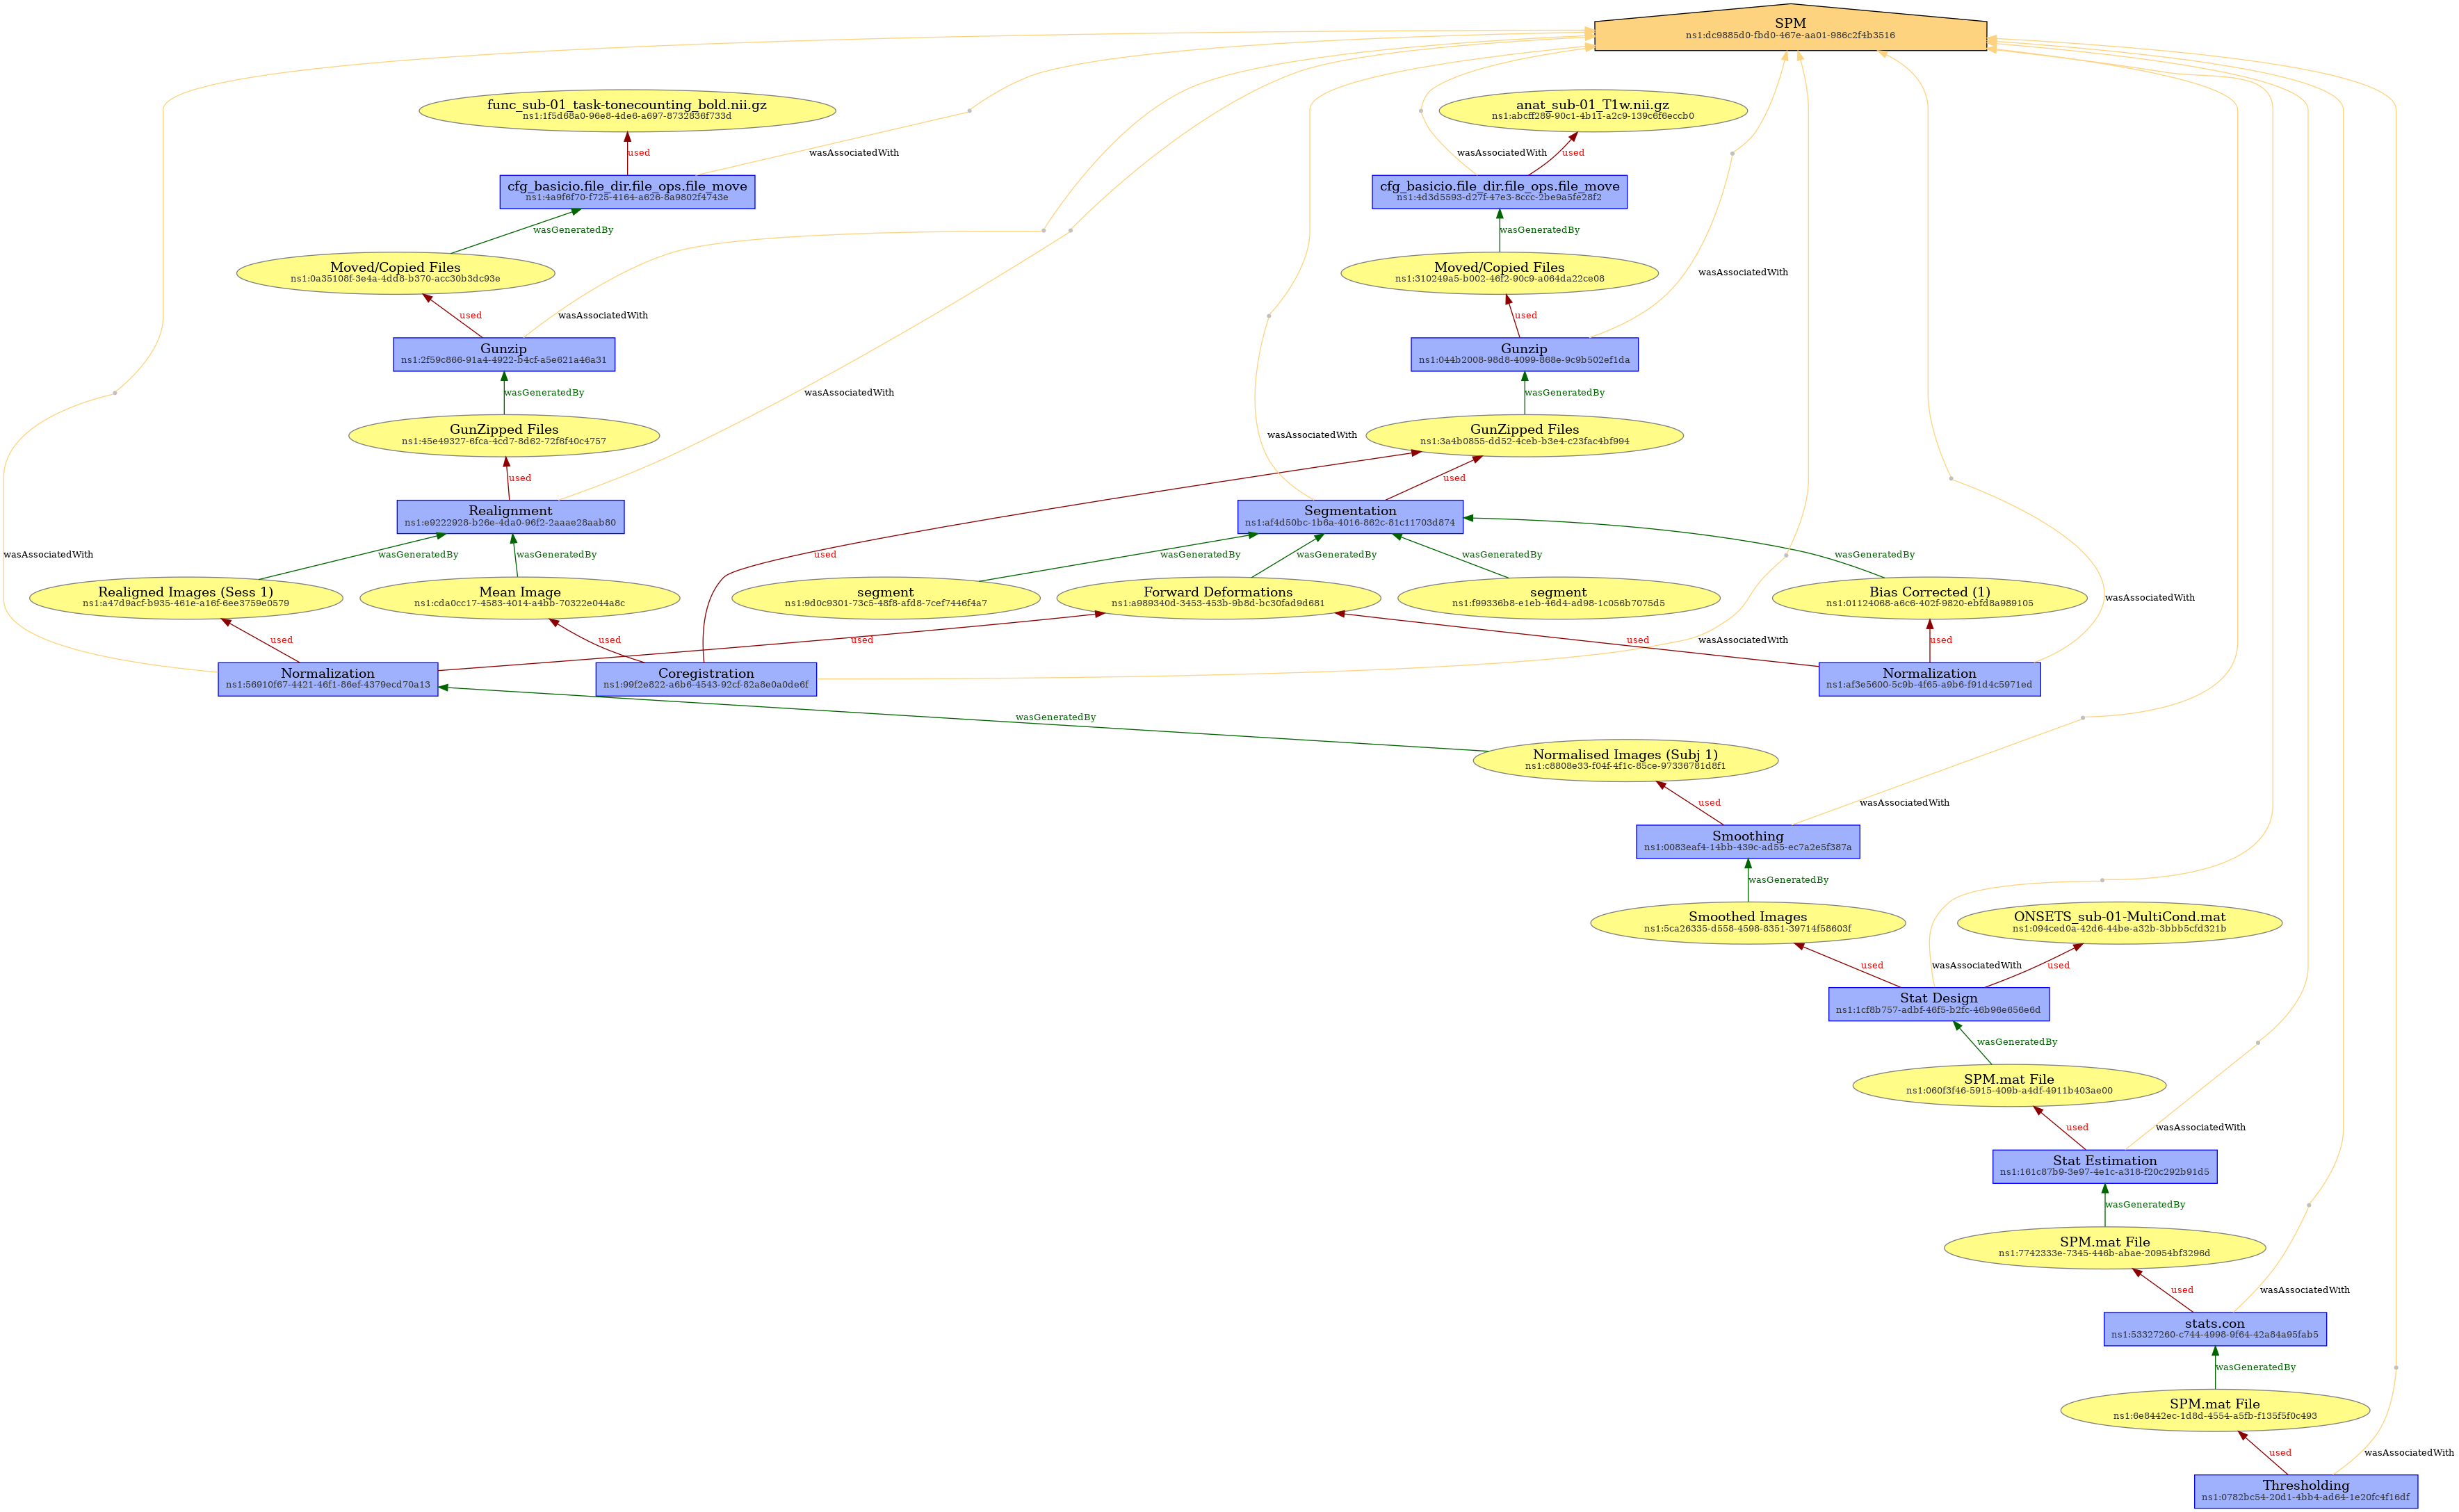 SPM
ns1:dc9885d0-fbd0-467e-aa01-986c2f4b3516
func_sub-01_task-tonecounting_bold.nii.gz
ns1:1f5d68a0-96e8-4de6-a697-8732836f733d
anat_sub-01_T1w.nii.gz
ns1:abcff289-90c1-4b11-a2c9-139c6f6eccb0
used
wasAssociatedWith
wasAssociatedWith
used
cfg_basicio.file_dir.file_ops.file_move
ns1:4a9f6f70-f725-4164-a626-8a9802f4743e
cfg_basicio.file_dir.file_ops.file_move
ns1:4d3d5593-d27f-47e3-8ccc-2be9a5fe28f2
wasGeneratedBy
wasGeneratedBy
Moved/Copied Files
ns1:0a35108f-3e4a-4dd8-b370-acc30b3dc93e
Moved/Copied Files
ns1:310249a5-b002-46f2-90c9-a064da22ce08
wasAssociatedWith
used
wasAssociatedWith
used
Gunzip
ns1:2f59c866-91a4-4922-b4cf-a5e621a46a31
Gunzip
ns1:044b2008-98d8-4099-868e-9c9b502ef1da
wasGeneratedBy
wasAssociatedWith
wasGeneratedBy
GunZipped Files
ns1:45e49327-6fca-4cd7-8d62-72f6f40c4757
wasAssociatedWith
GunZipped Files
ns1:3a4b0855-dd52-4ceb-b3e4-c23fac4bf994
used
used
Realignment
ns1:e9222928-b26e-4da0-96f2-2aaae28aab80
Segmentation
ns1:af4d50bc-1b6a-4016-862c-81c11703d874
wasAssociatedWith
wasGeneratedBy
wasGeneratedBy
used
wasGeneratedBy
wasGeneratedBy
wasGeneratedBy
wasGeneratedBy
Realigned Images (Sess 1)
ns1:a47d9acf-b935-461e-a16f-6ee3759e0579
Mean Image
ns1:cda0cc17-4583-4014-a4bb-70322e044a8c
segment
ns1:9d0c9301-73c5-48f8-afd8-7cef7446f4a7
Forward Deformations
ns1:a989340d-3453-453b-9b8d-bc30fad9d681
segment
ns1:f99336b8-e1eb-46d4-ad98-1c056b7075d5
Bias Corrected (1)
ns1:01124068-a6c6-402f-9820-ebfd8a989105
wasAssociatedWith
used
used
used
used
wasAssociatedWith
used
Normalization
ns1:56910f67-4421-46f1-86ef-4379ecd70a13
Coregistration
ns1:99f2e822-a6b6-4543-92cf-82a8e0a0de6f
Normalization
ns1:af3e5600-5c9b-4f65-a9b6-f91d4c5971ed
wasGeneratedBy
Normalised Images (Subj 1)
ns1:c8808e33-f04f-4f1c-85ce-97336781d8f1
used
wasAssociatedWith
Smoothing
ns1:0083eaf4-14bb-439c-ad55-ec7a2e5f387a
wasGeneratedBy
Smoothed Images
ns1:5ca26335-d558-4598-8351-39714f58603f
ONSETS_sub-01-MultiCond.mat
ns1:094ced0a-42d6-44be-a32b-3bbb5cfd321b
used
wasAssociatedWith
used
Stat Design
ns1:1cf8b757-adbf-46f5-b2fc-46b96e656e6d
wasGeneratedBy
SPM.mat File
ns1:060f3f46-5915-409b-a4df-4911b403ae00
used
wasAssociatedWith
Stat Estimation
ns1:161c87b9-3e97-4e1c-a318-f20c292b91d5
wasGeneratedBy
SPM.mat File
ns1:7742333e-7345-446b-abae-20954bf3296d
used
wasAssociatedWith
stats.con
ns1:53327260-c744-4998-9f64-42a84a95fab5
wasGeneratedBy
SPM.mat File
ns1:6e8442ec-1d8d-4554-a5fb-f135f5f0c493
used
wasAssociatedWith
Thresholding
ns1:0782bc54-20d1-4bb4-ad64-1e20fc4f16df